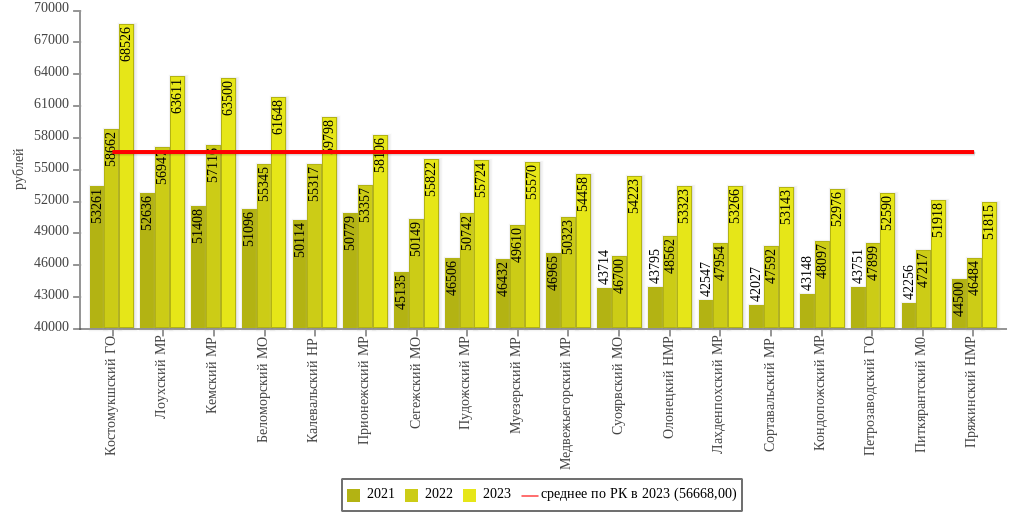 70000
67000
64000
61000
58000
55000
52000
49000
46000
43000
40000
рублей
53261 58662 68526
52636 56947 63611
51408 57115 63500
51096 55345 61648
50114 55317 59798
50779 53357 58106
45135 50149 55822
46506 50742 55724
46432 49610 55570
46965 50323 54458
43714 46700 54223
43795 48562 53323
42547 47954 53266
42027 47592 53143
43148 48097 52976
43751 47899 52590
42256 47217 51918
44500 46484 51815
Костомукшский ГО
Лоухский МР
Кемский МР
Беломорский МО
Калевальский НР
Прионежский МР
Сегежский МО
Пудожский МР
Муезерский МР
Медвежьегорский МР
Суоярвский МО
Олонецкий НМР
Лахденпохский МР
Сортавальский МР
Кондопожский МР
Петрозаводский ГО
Питкярантский М0
Пряжинский НМР
2021 2022 2023 среднее по РК в 2023 (56668,00)